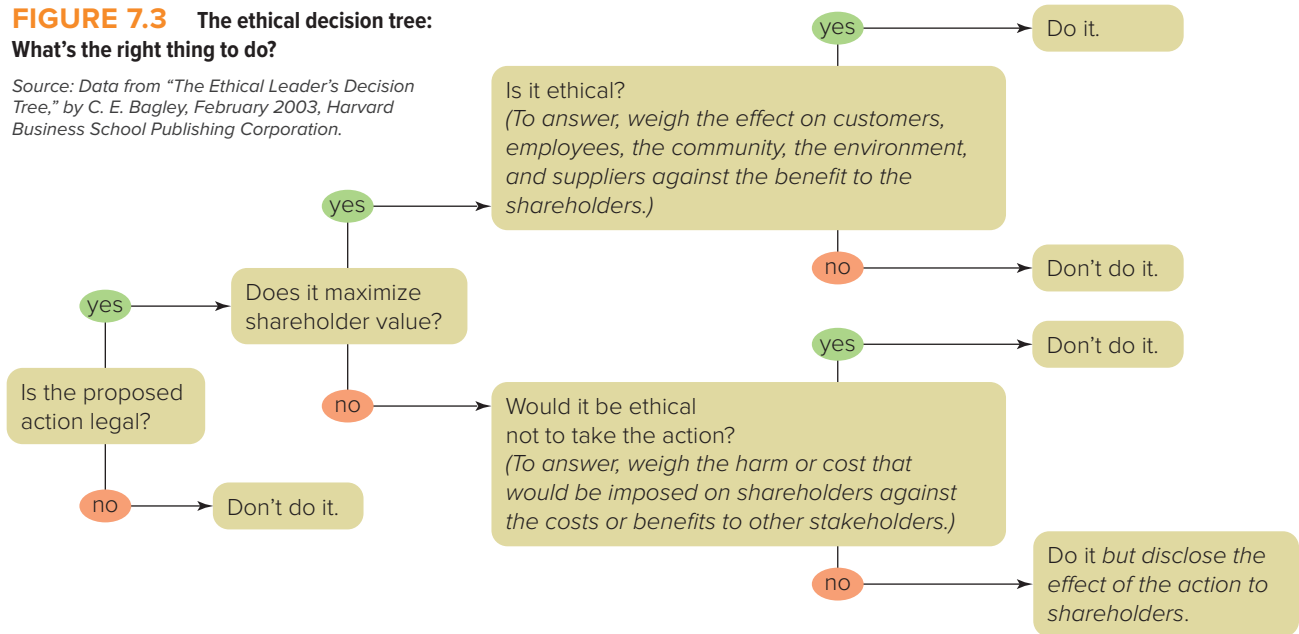 FIGURE 7.3 The ethical decision tree:
What's the right thing to do?
Source: Data from “The Ethical Leader's Decision
Tree,” by C. E. Bagley, February 2003, Harvard
Business School Publishing Corporation.
Is the proposed
action legal?
yes
no
Don't do it.
Does it maximize
shareholder value?
yes
no
Is it ethical?
(To answer, weigh the effect on customers,
employees, the community, the environment,
and suppliers against the benefit to the
shareholders.)
yes
Do it.
no
Don't do it.
Would it be ethical
not to take the action?
(To answer, weigh the harm or cost that
would be imposed on shareholders against
the costs or benefits to other stakeholders.)
yes
Don't do it.
no
Do it but disclose the
effect of the action to
shareholders.